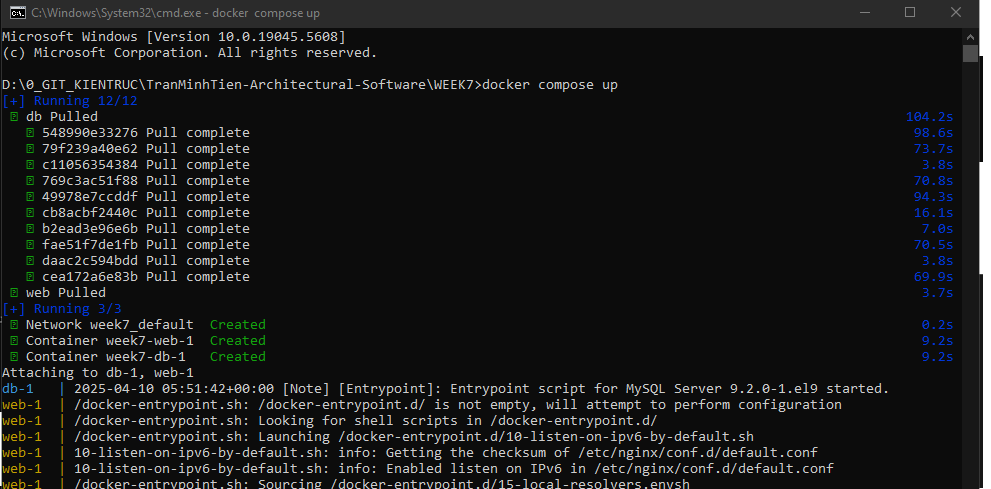 C:\Windows\System32\cmd.exe - docker  compose up
Microsoft Windows [Version 10.0.19045.5608]
(c) Microsoft Corporation. All rights reserved.
D:\0_GIT_KIENTRUC\TranMinhTien-Architectural-Software\WEEK7>docker compose up
[+] Running 12/12
db Pulled 104.2s
548990e33276 Pull complete 98.6s
79f239a40e62 Pull complete 73.7s
c11056354384 Pull complete 3.8s
769c3ac51f88 Pull complete 70.8s
49978e7ccddf Pull complete 94.3s
cb8acbf2440c Pull complete 16.1s
b2ead3e96e6b Pull complete 7.0s
fae51f7de1fb Pull complete 70.5s
daac2c594bdd Pull complete 3.8s
cea172a6e83b Pull complete 69.9s
web Pulled 3.7s
[+] Running 3/3
Network week7_default  Created 0.2s
Container week7-web-1  Created 9.2s
Container week7-db-1   Created 9.2s
Attaching to db-1, web-1
db-1   | 2025-04-10 05:51:42+00:00 [Note] [Entrypoint]: Entrypoint script for MySQL Server 9.2.0-1.el9 started.
web-1  | /docker-entrypoint.sh: /docker-entrypoint.d/ is not empty, will attempt to perform configuration
web-1  | /docker-entrypoint.sh: Looking for shell scripts in /docker-entrypoint.d/
web-1  | /docker-entrypoint.sh: Launching /docker-entrypoint.d/10-listen-on-ipv6-by-default.sh
web-1  | 10-listen-on-ipv6-by-default.sh: info: Getting the checksum of /etc/nginx/conf.d/default.conf
web-1  | 10-listen-on-ipv6-by-default.sh: info: Enabled listen on IPv6 in /etc/nginx/conf.d/default.conf
web-1  | /docker-entrypoint.sh: Sourcing /docker-entrypoint.d/15-local-resolvers.envsh